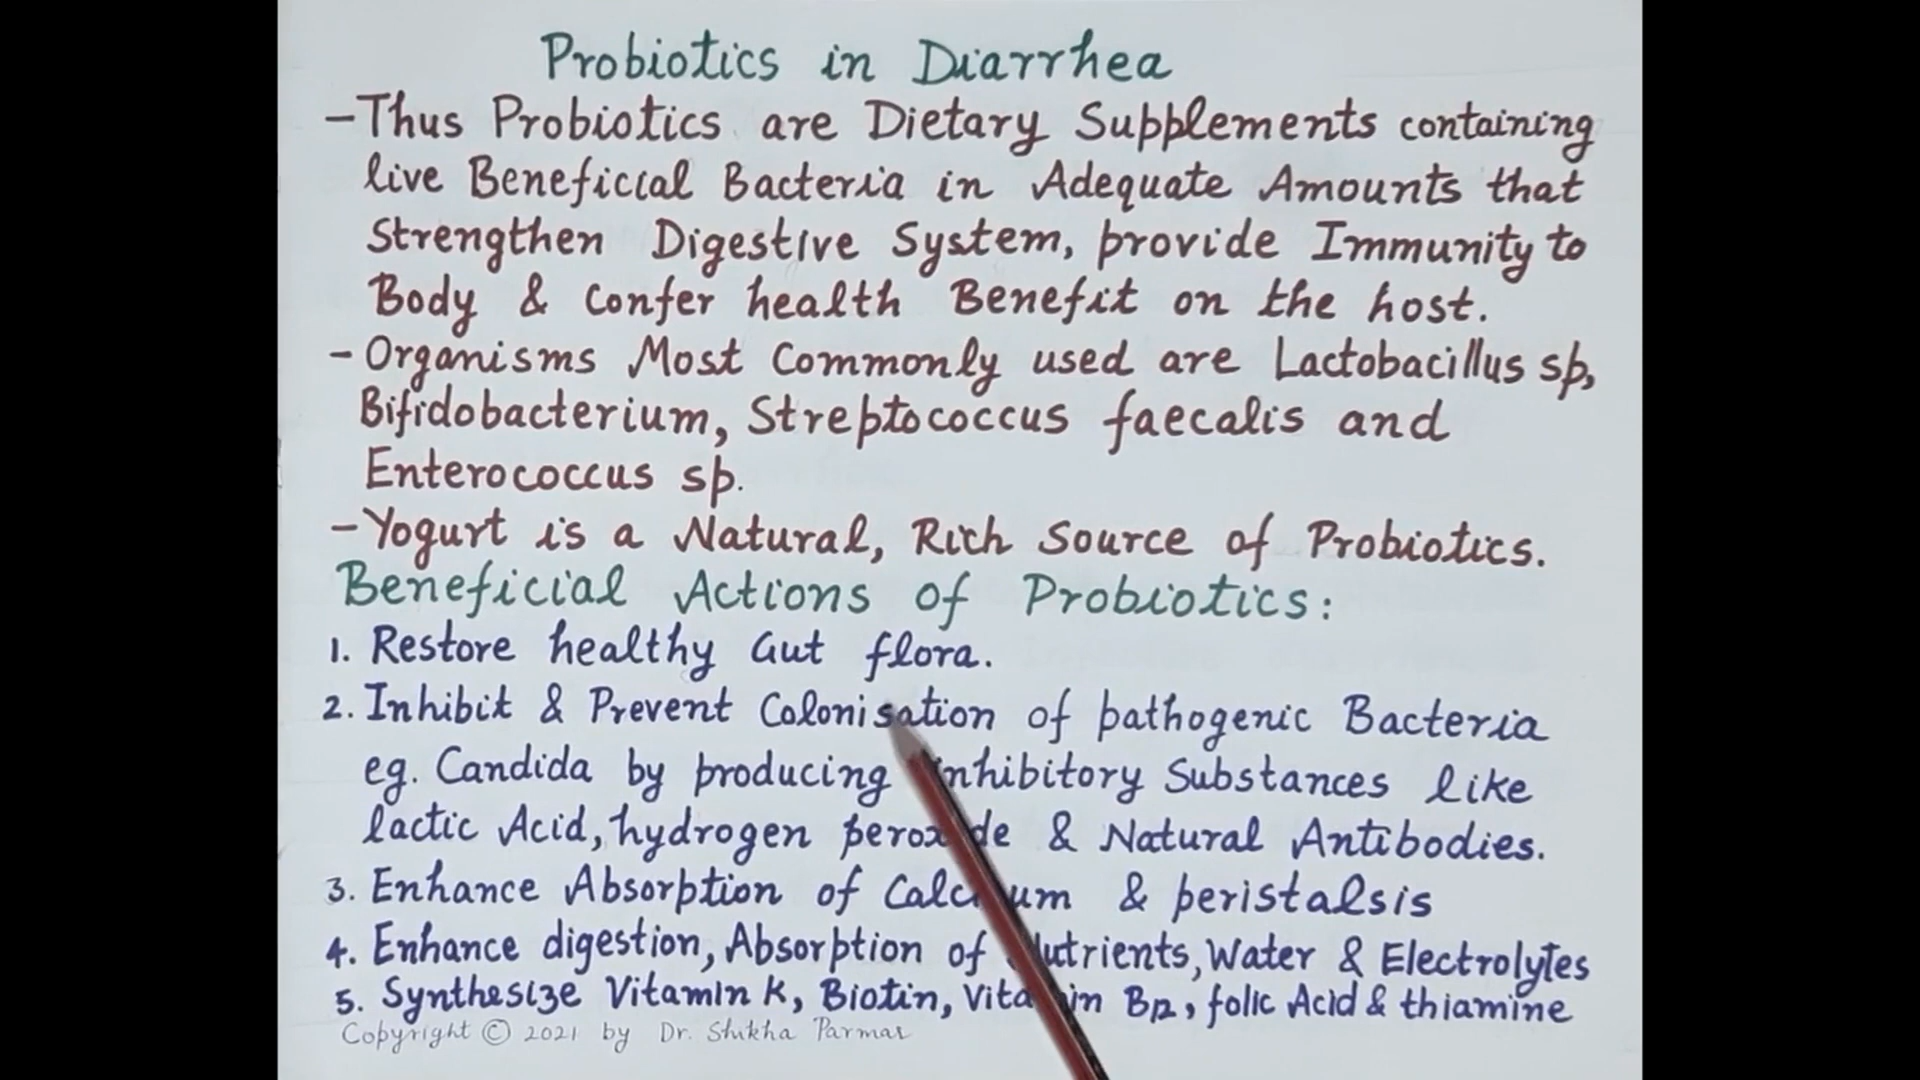 Probiotics in Diarrhea
- Thus Probiotics are Dietary Supplements containing
live Beneficial Bacteria in Adequate Amounts that
Strengthen Digestive System, provide Immunity to
Body & Confer health Benefit on the host.
- Organisms Most Commonly used are Lactobacillus sp,
Bifidobacterium, Streptococcus faecalis and
Enterococcus sp.
- Yogurt is a Natural, Rich Source of Probiotics.
Beneficial Actions of Probiotics:
1. Restore healthy Gut flora.
2. Inhibit & Prevent Colonisation of pathogenic Bacteria
eg. Candida by producing inhibitory Substances like
lactic Acid, hydrogen peroxide & Natural Antibodies.
3. Enhance Absorption of Calcium & peristalsis
4. Enhance digestion, Absorption of Nutrients, Water & Electrolytes
5. Synthesize Vitamin K, Biotin, Vitamin B12, folic Acid & thiamine
Copyright © 2021 by Dr. Shikha Parmar